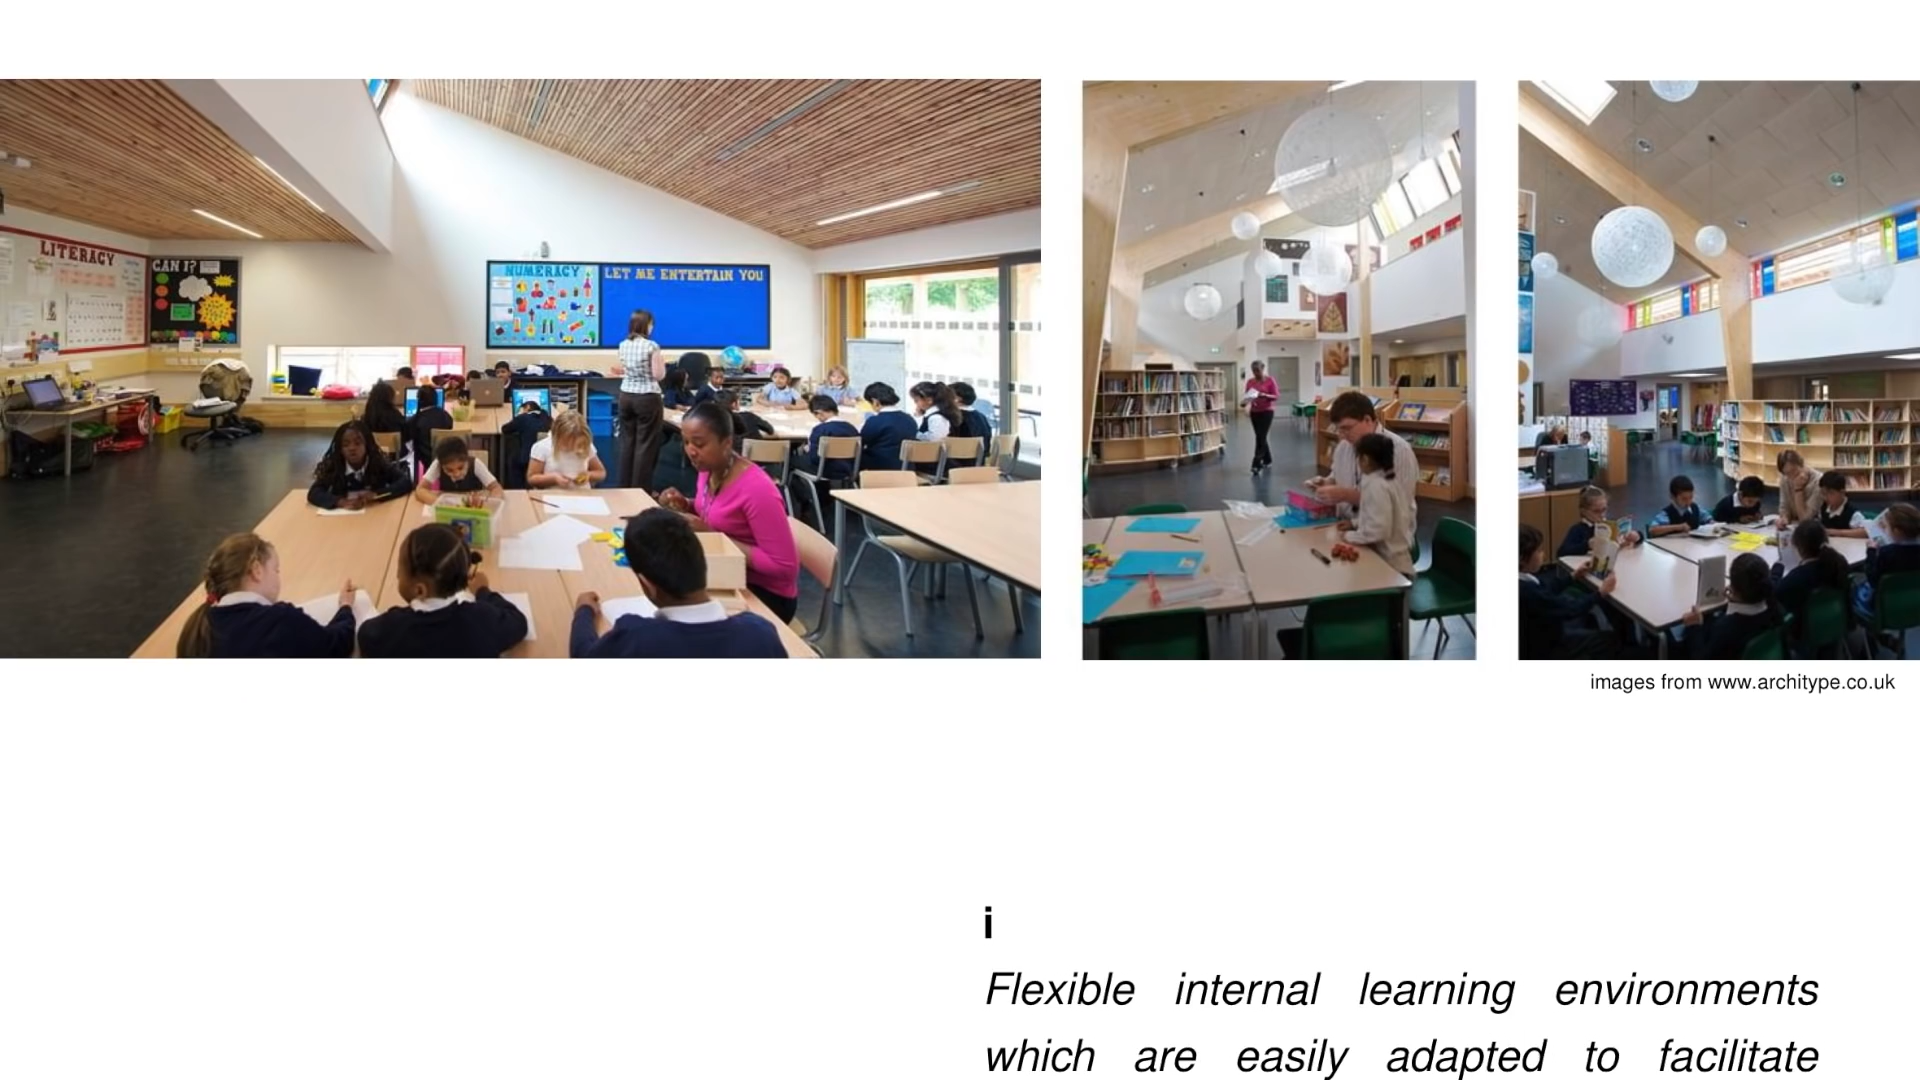 LITERACY
CAN I?
NUMERACY
LET ME ENTERTAIN YOU
images from www.architype.co.uk
i
Flexible internal learning environments
which are easily adapted to facilitate